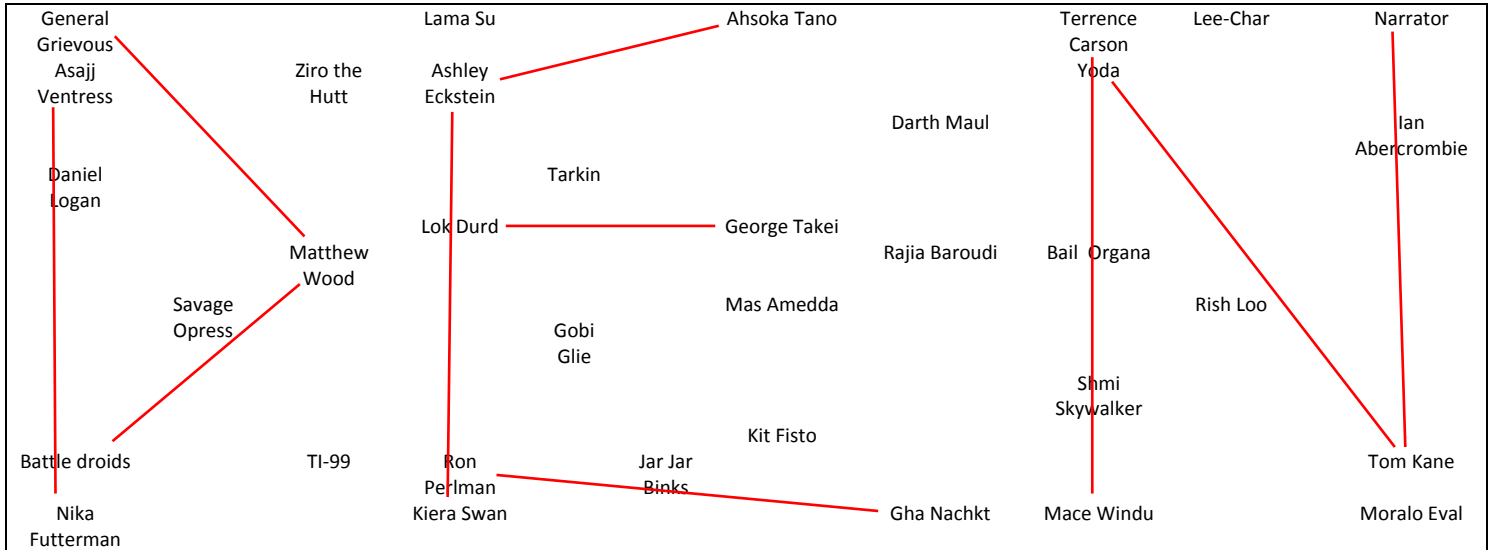 General Grievous
Lama Su
Ahsoka Tano
Terrence Carson
Lee-Char
Narrator
Asajj Ventress
Ziro the Hutt
Ashley Eckstein
Yoda
Darth Maul
Ian Abercrombie
Daniel Logan
Tarkin
Lok Durd
George Takei
Matthew Wood
Rajia Baroudi
Bail Organa
Savage Opress
Mas Amedda
Rish Loo
Gobi Glie
Shmi Skywalker
Kit Fisto
Battle droids
TI-99
Ron Perlman
Jar Jar Binks
Tom Kane
Nika Futterman
Kiera Swan
Gha Nachkt
Mace Windu
Moralo Eval